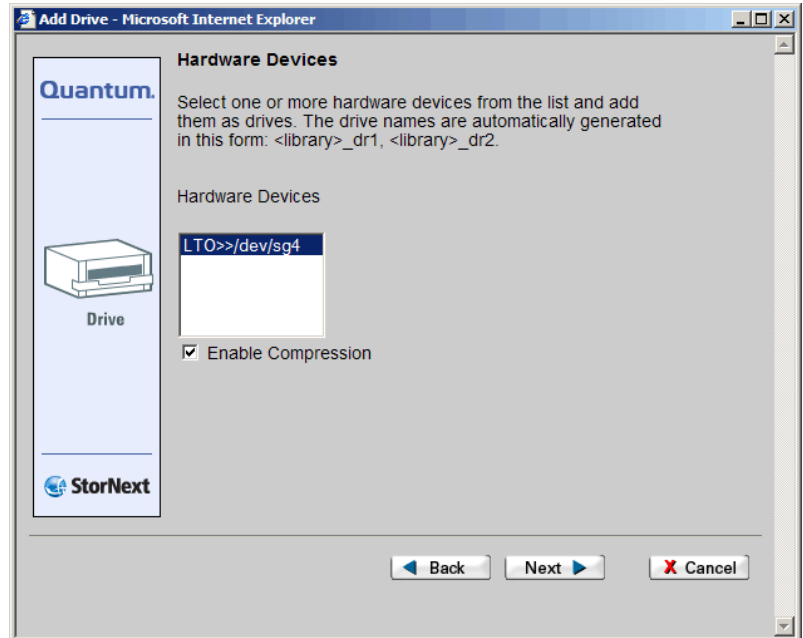 Add Drive - Microsoft Internet Explorer
Hardware Devices
Quantum.
Select one or more hardware devices from the list and add
them as drives. The drive names are automatically generated
in this form: <library>_dr1, <library>_dr2.
Hardware Devices
LTO>>/dev/sg4
Drive
Enable Compression
StorNext
Back Next X Cancel